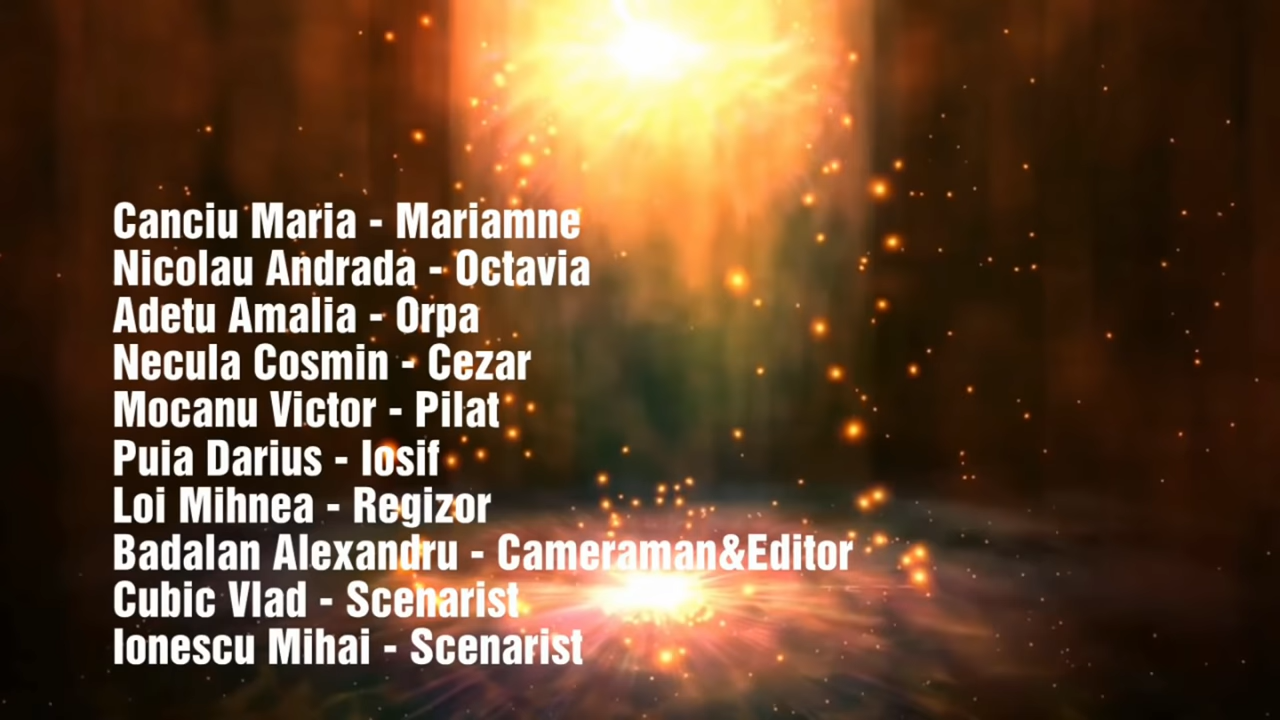 Canciu Maria - Mariamne
Nicolau Andrada - Octavia
Adetu Amalia - Orpa
Necula Cosmin - Cezar
Mocanu Victor - Pilat
Puia Darius - Iosif
Loi Mihnea - Regizor
Badalan Alexandru - Cameraman&Editor
Cubic Vlad - Scenarist
Ionescu Mihai - Scenarist